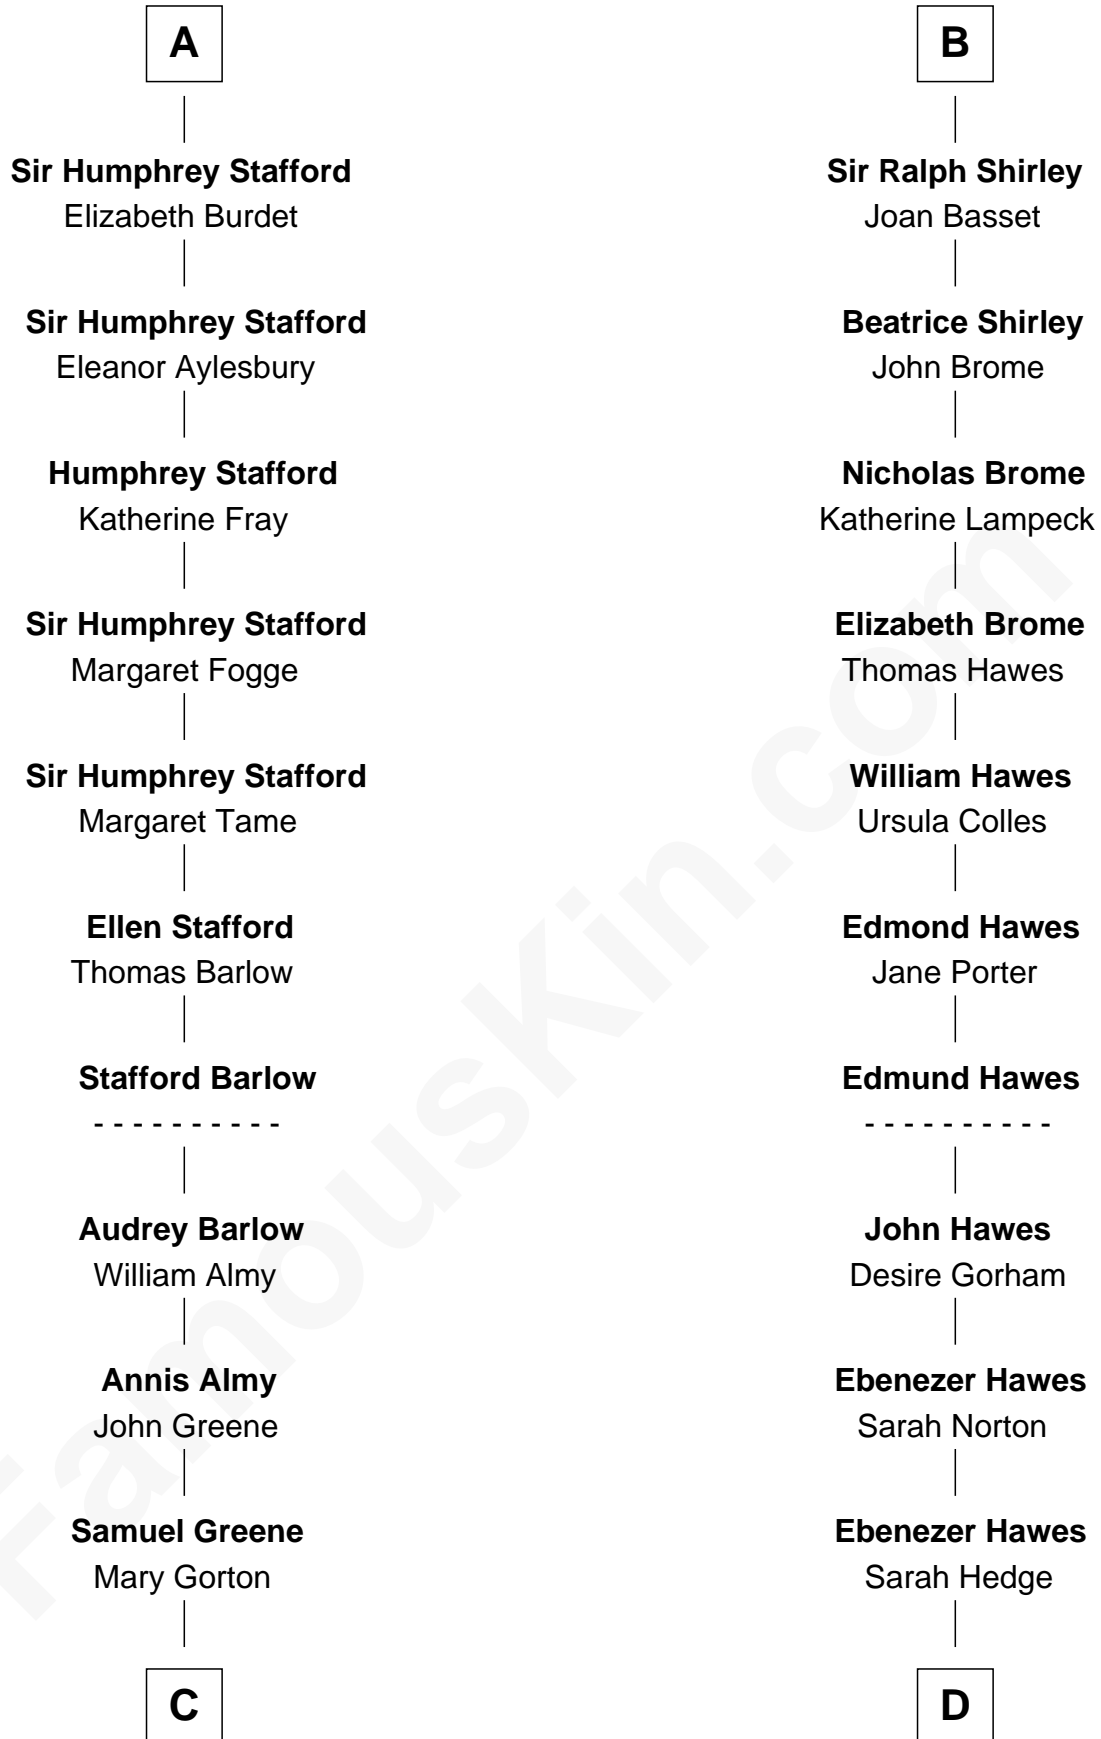 A
Sir Humphrey Stafford
Elizabeth Burdet
Sir Humphrey Stafford
Eleanor Aylesbury
Humphrey Stafford
Katherine Fray
Sir Humphrey Stafford
Margaret Fogge
Sir Humphrey Stafford
Margaret Tame
Ellen Stafford
Thomas Barlow
Stafford Barlow
- - - - - - - - - -
Audrey Barlow
William Almy
Annis Almy
John Greene
Samuel Greene
Mary Gorton
C
B
Sir Ralph Shirley
Joan Basset
Beatrice Shirley
John Brome
Nicholas Brome
Katherine Lampeck
Elizabeth Brome
Thomas Hawes
William Hawes
Ursula Colles
Edmond Hawes
Jane Porter
Edmund Hawes
- - - - - - - - - -
John Hawes
Desire Gorham
Ebenezer Hawes
Sarah Norton
Ebenezer Hawes
Sarah Hedge
D
FamousKin.com